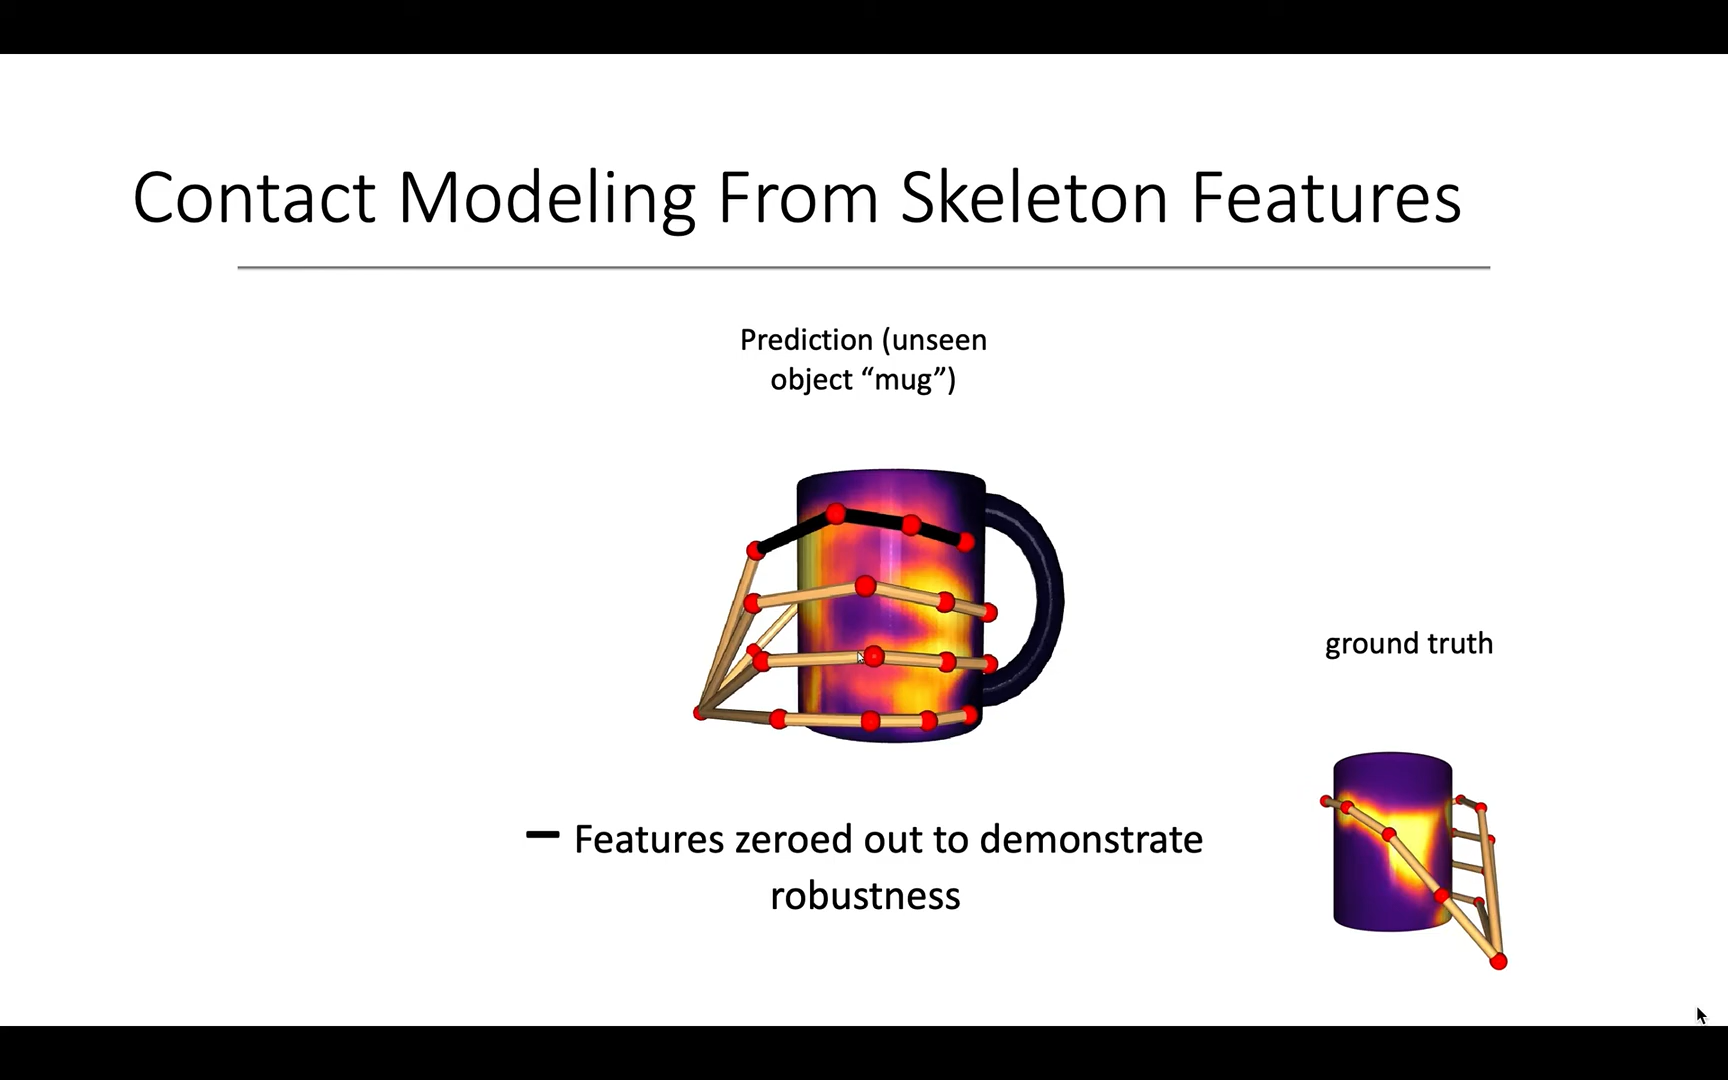 Contact Modeling From Skeleton Features
Prediction (unseen
object “mug”)
ground truth
Features zeroed out to demonstrate
robustness